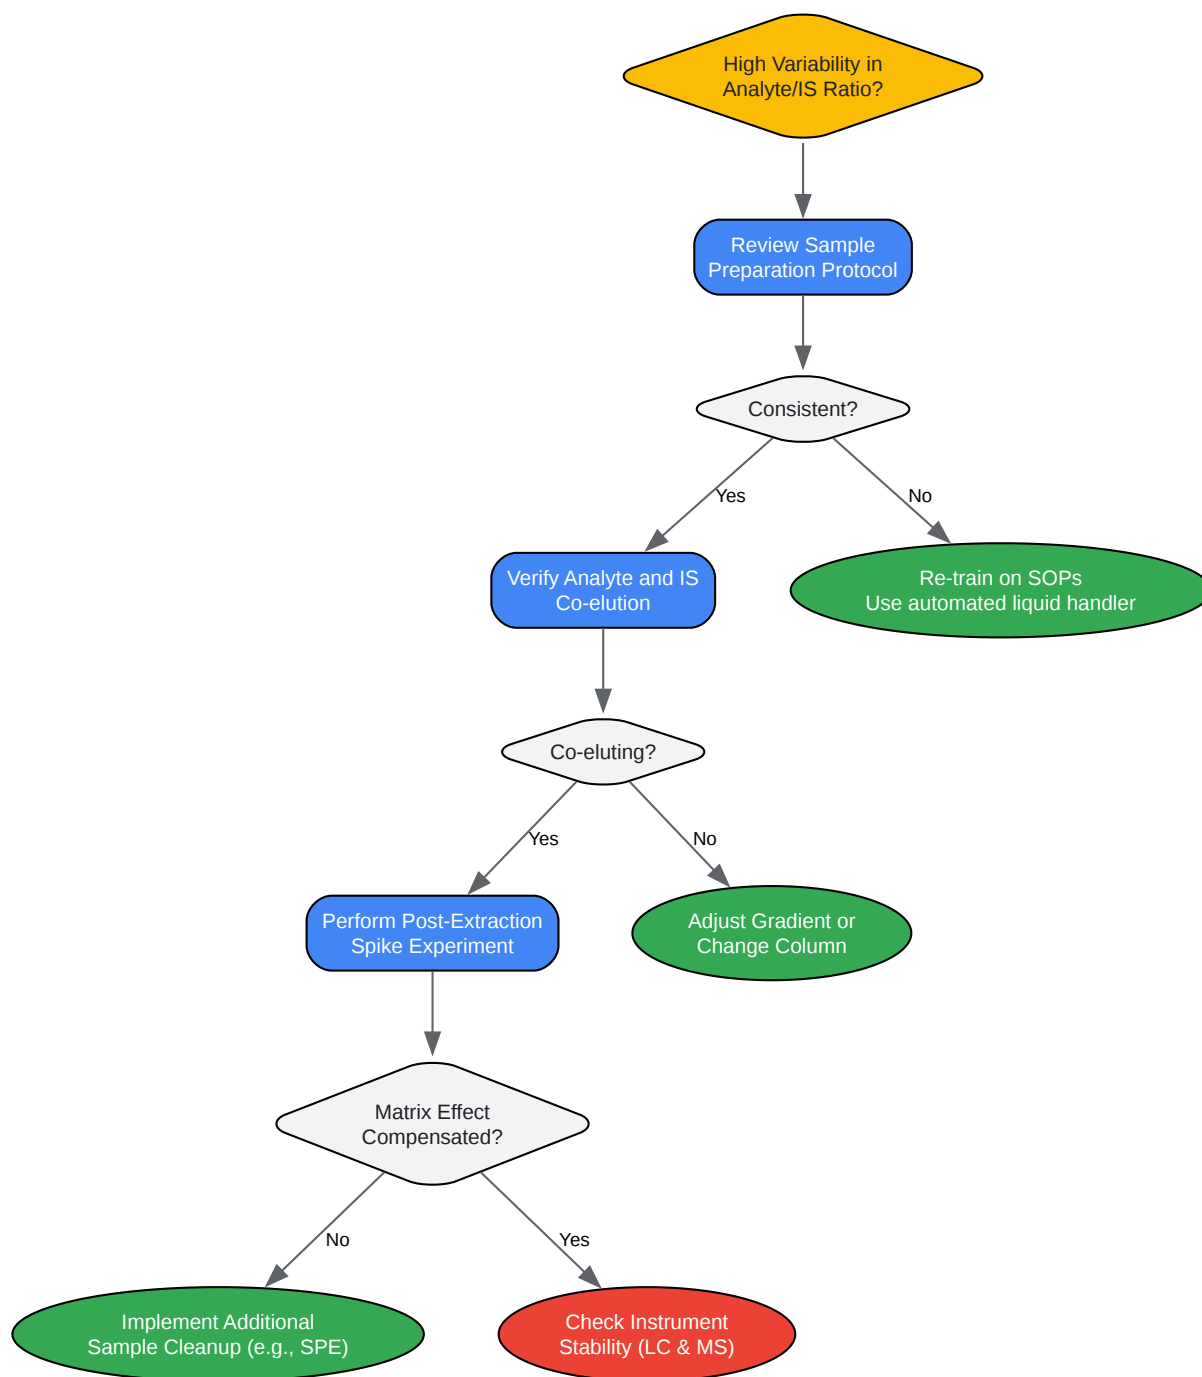 High Variability in
Analyte/IS Ratio?
Review Sample
Preparation Protocol
Consistent?
Yes
No
Verify Analyte and IS
Co-elution
Re-train on SOPs
Use automated liquid handler
Co-eluting?
Yes
No
Perform Post-Extraction
Spike Experiment
Adjust Gradient or
Change Column
Matrix Effect
Compensated?
No
Yes
Implement Additional
Sample Cleanup (e.g., SPE)
Check Instrument
Stability (LC & MS)